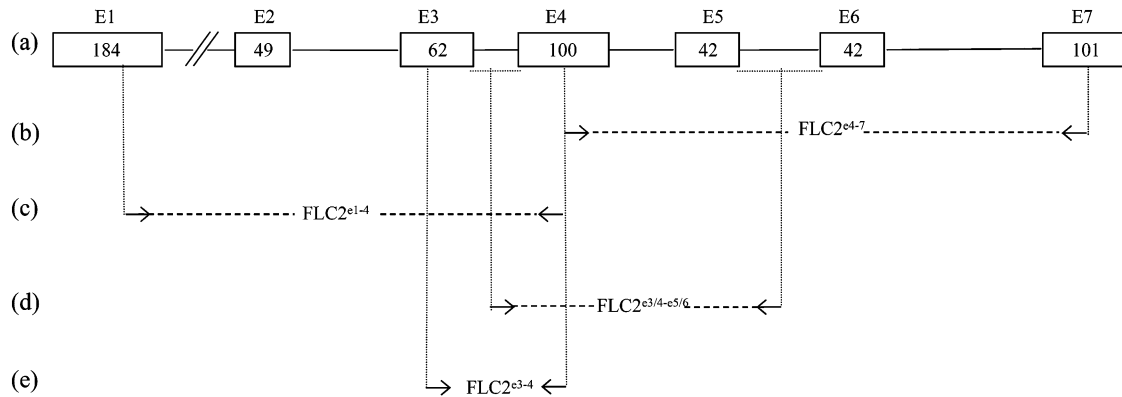 E1 E2 E3 E4 E5 E6 E7
(a) 184 49 62 100 42 42 101
(b) FLC2e4-7
(c) FLC2e1-4
(d) FLC2e3/4-e5/6
(e) FLC2e3-4